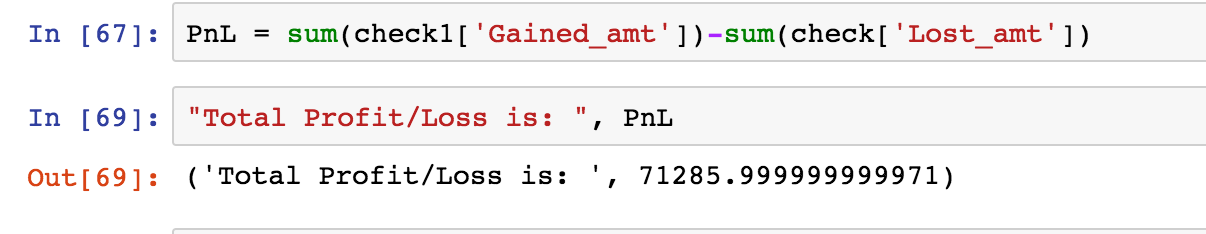 In [67]: PnL = sum(check1['Gained_amt'])-sum(check['Lost_amt'])
In [69]: "Total Profit/Loss is: ", PnL
Out[69]: ('Total Profit/Loss is: ', 71285.999999999971)